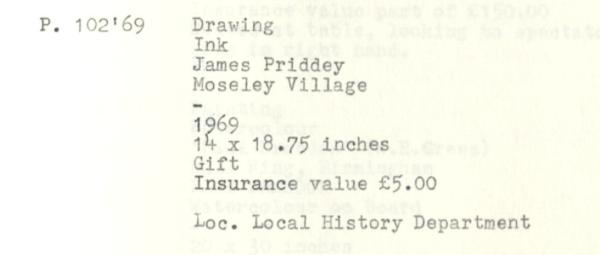 P. 102'69 Drawing
Ink
James Priddey
Moseley Village
-
1969
14 x 18.75 inches
Gift
Insurance value £5.00
Loc. Local History Department